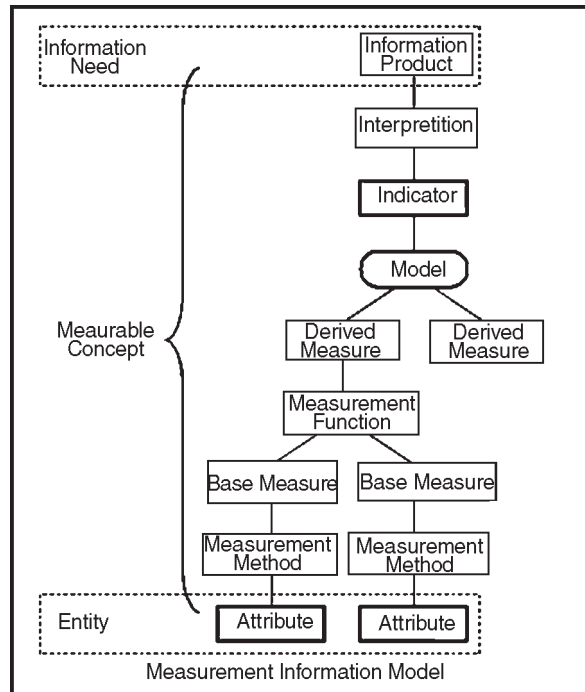 Information
Need
Information
Product
Interpretition
Indicator
Model
Meaurable
Concept
Derived
Measure
Derived
Measure
Measurement
Function
Base Measure
Base Measure
Measurement
Method
Measurement
Method
Entity
Attribute
Attribute
Measurement Information Model